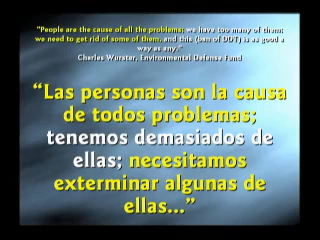 "People are the cause of all the problems; we have too many of them;
we need to get rid of some of them, and this (ban of DDT) is as good a
way as any."
Charles Wurster, Environmental Defense Fund
"Las personas son la causa
de todos problemas;
tenemos demasiados de
ellas; necesitamos
exterminar algunas de
ellas..."